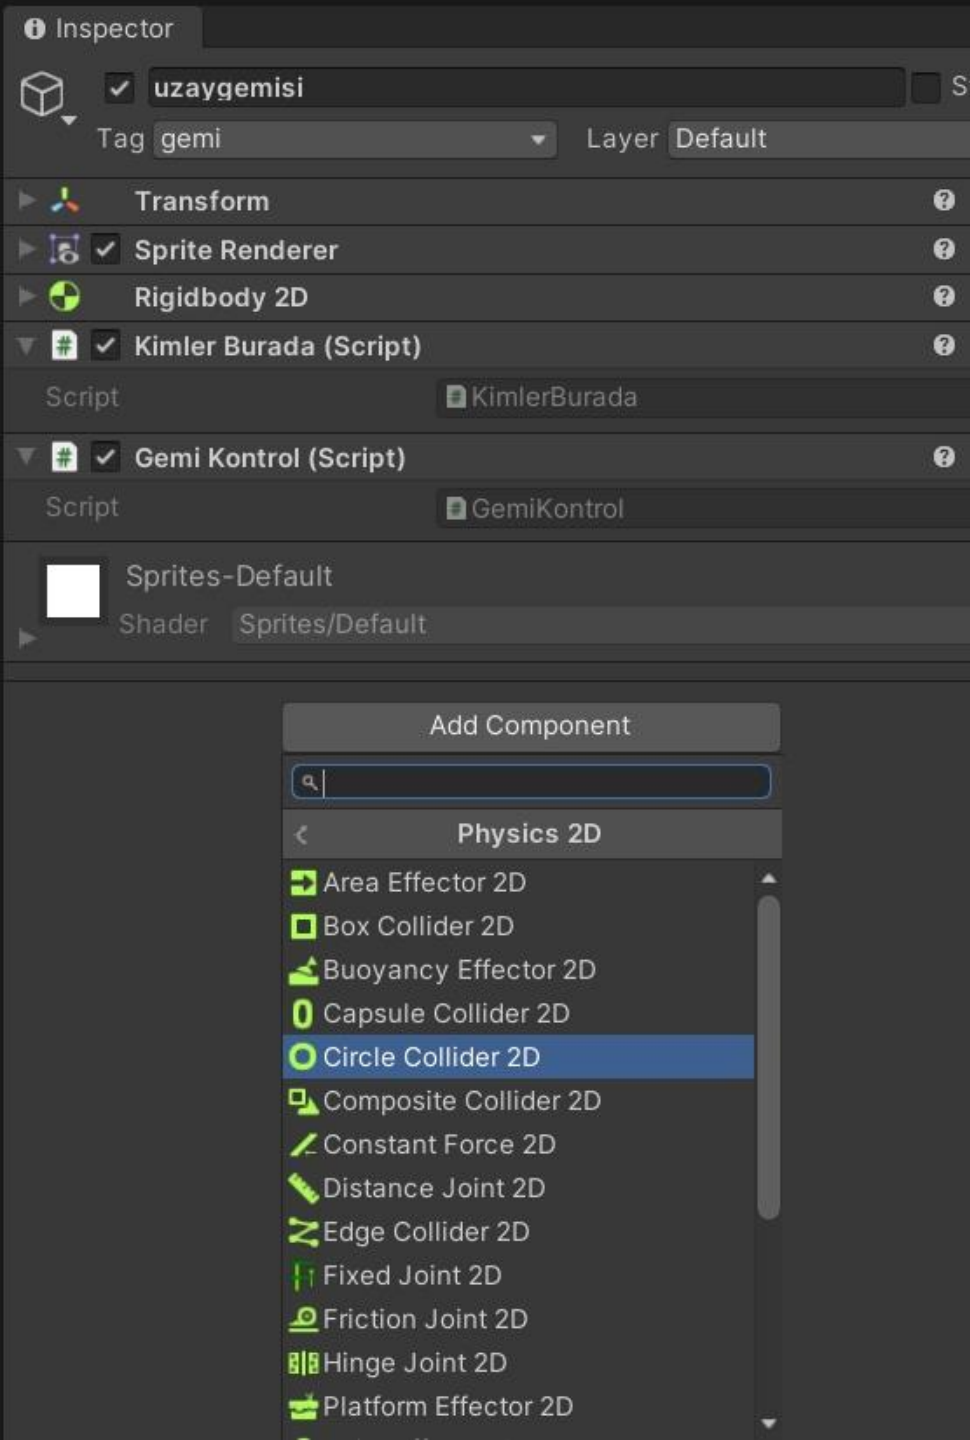 Inspector
uzaygemisi
S
Tag gemi Layer Default
Transform
Sprite Renderer
Rigidbody 2D
Kimler Burada (Script)
Script KimlerBurada
Gemi Kontrol (Script)
Script GemiKontrol
Sprites-Default
Shader Sprites/Default
Add Component
Physics 2D
Area Effector 2D
Box Collider 2D
Buoyancy Effector 2D
Capsule Collider 2D
Circle Collider 2D
Composite Collider 2D
Constant Force 2D
Distance Joint 2D
Edge Collider 2D
Fixed Joint 2D
Friction Joint 2D
Hinge Joint 2D
Platform Effector 2D